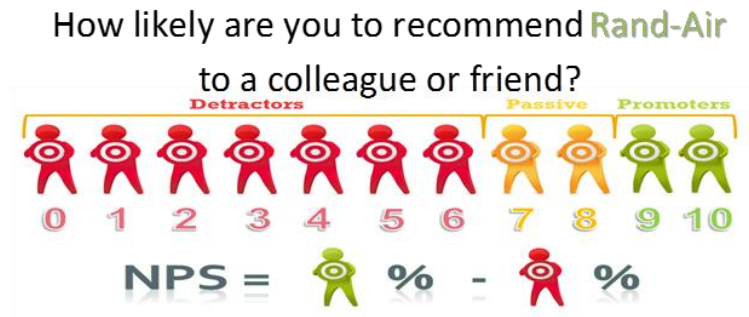 How likely are you to recommend Rand-Air
to a colleague or friend?
Detractors Passive Promoters
0 1 2 3 4 5 6 7 8 9 10
NPS = % - %